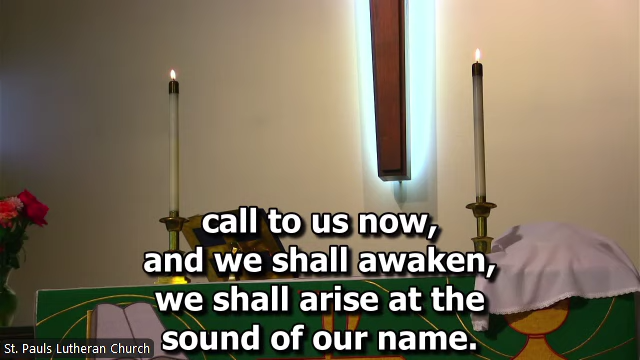 call to us now,
and we shall awaken,
we shall arise at the
sound of our name.
St. Pauls Lutheran Church